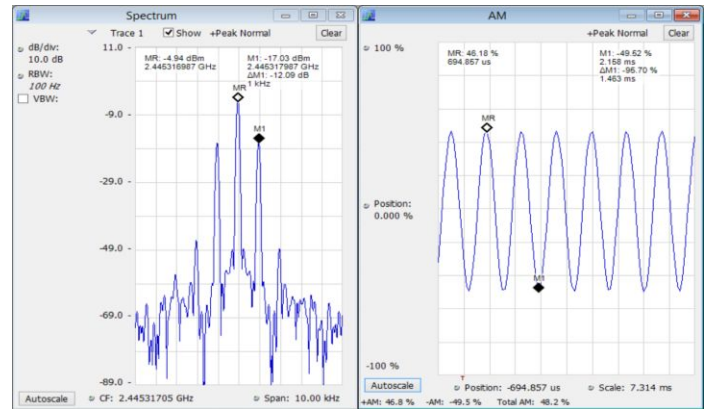 Spectrum
Trace 1 Show +Peak Normal Clear
dB/div:
10.0 dB
RBW:
100 Hz
VBW:
11.0
-9.0
-29.0
-49.0
-69.0
-89.0
MR: -4.94 dBm
2.445316987 GHz
M1: -17.03 dBm
2.445317987 GHz
ΔM1: -12.09 dB
1 kHz
MR
M1
Autoscale
CF: 2.44531705 GHz
Span: 10.00 kHz
AM
+Peak Normal Clear
100 %
MR: 46.18 %
694.857 us
M1: -49.52 %
2.158 ms
ΔM1: -95.70 %
1.463 ms
MR
Position:
0.000 %
M1
-100 %
Autoscale
Position: -694.857 us
Scale: 7.314 ms
+AM: 46.8 % -AM: -49.5 % Total AM: 48.2 %